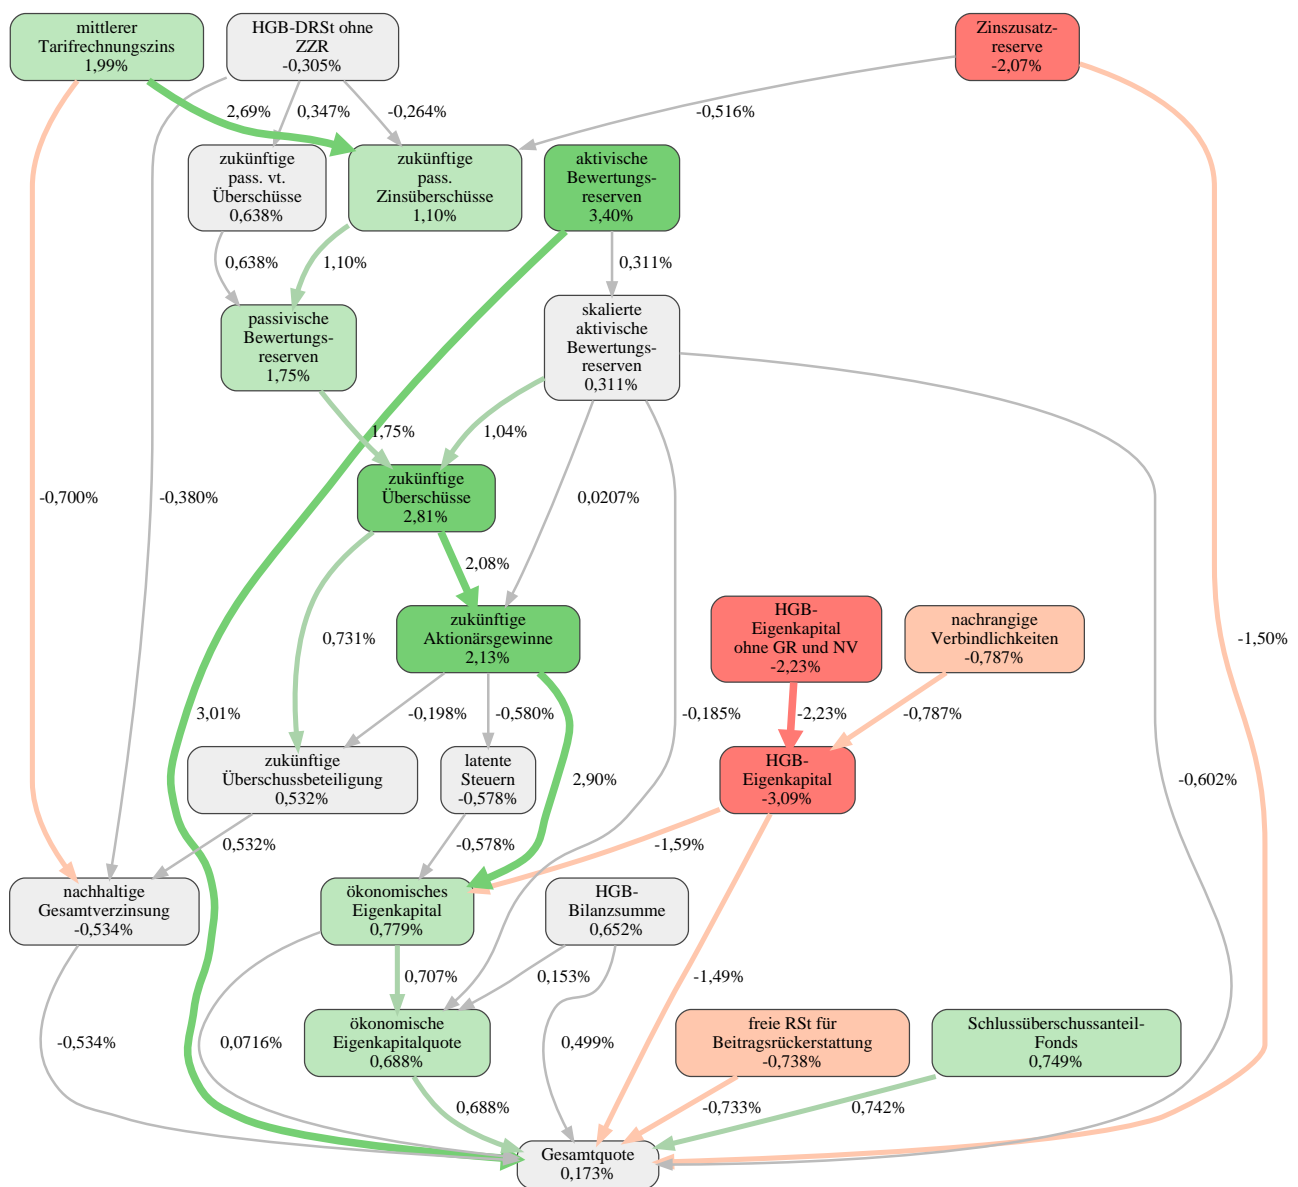 mittlerer
Tarifrechnungszins
1,99%
HGB-DRSt ohne
ZZR
-0,305%
Zinszusatz-
reserve
-2,07%
2,69%
0,347%
-0,264%
-0,516%
zukünftige
pass. vt.
Überschüsse
0,638%
zukünftige
pass.
Zinsüberschüsse
1,10%
aktivische
Bewertungs-
reserven
3,40%
0,638%
1,10%
0,311%
passivische
Bewertungs-
reserven
1,75%
skalierte
aktivische
Bewertungs-
reserven
0,311%
1,75%
1,04%
zukünftige
Überschüsse
2,81%
-0,700%
-0,380%
0,0207%
2,08%
zukünftige
Aktionärsgewinne
2,13%
HGB-
Eigenkapital
ohne GR und NV
-2,23%
nachrangige
Verbindlichkeiten
-0,787%
0,731%
-1,50%
3,01%
-0,198%
-0,580%
-0,185%
-2,23%
-0,787%
zukünftige
Überschussbeteiligung
0,532%
latente
Steuern
-0,578%
2,90%
HGB-
Eigenkapital
-3,09%
-0,602%
0,532%
-0,578%
-1,59%
nachhaltige
Gesamtverzinsung
-0,534%
ökonomisches
Eigenkapital
0,779%
HGB-
Bilanzsumme
0,652%
0,707%
0,153%
-1,49%
-0,534%
0,0716%
ökonomische
Eigenkapitalquote
0,688%
0,499%
freie RSt für
Beitragsrückerstattung
-0,738%
Schlussüberschussanteil-
Fonds
0,749%
0,688%
-0,733%
0,742%
Gesamtquote
0,173%